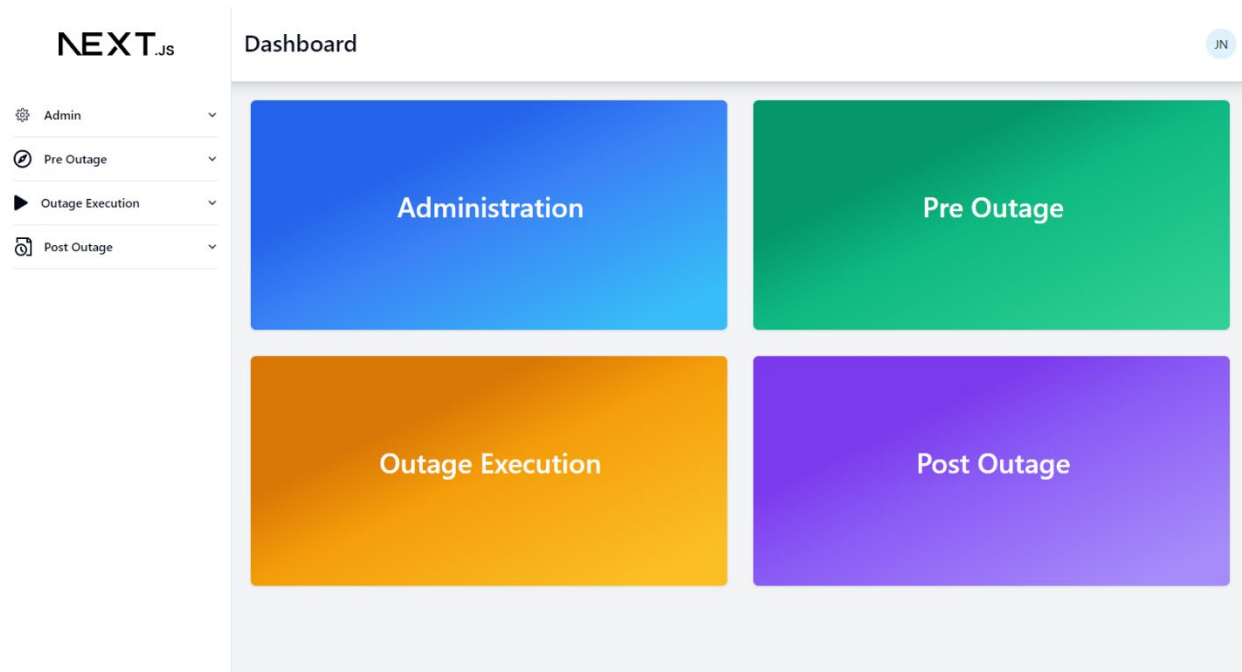 NEXT.JS
Dashboard
JN
Admin
Pre Outage
Outage Execution
Post Outage
Administration
Pre Outage
Outage Execution
Post Outage